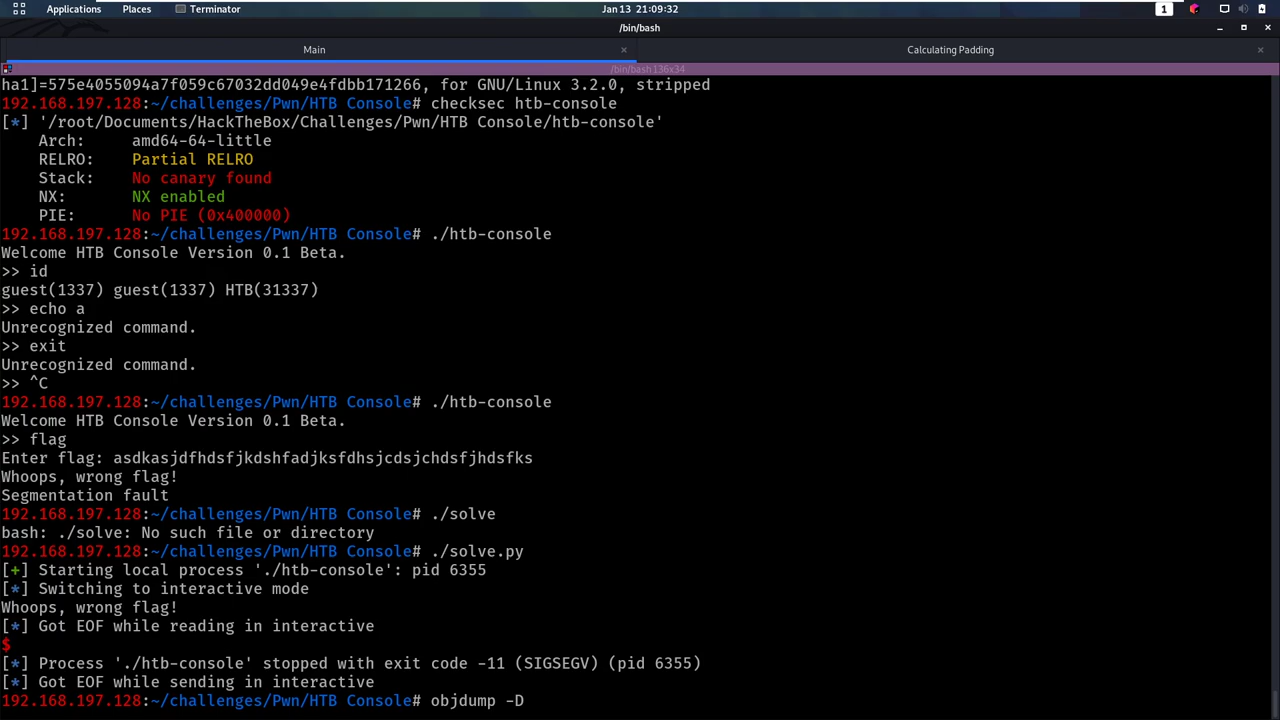 Applications Places Terminator Jan 13 21:09:32 1
/bin/bash
Main Calculating Padding
/bin/bash 136x34
ha1]=575e4055094a7f059c67032dd049e4fdbb171266, for GNU/Linux 3.2.0, stripped
192.168.197.128:~/challenges/Pwn/HTB Console# checksec htb-console
[*] '/root/Documents/HackTheBox/Challenges/Pwn/HTB Console/htb-console'
Arch: amd64-64-little
RELRO: Partial RELRO
Stack: No canary found
NX: NX enabled
PIE: No PIE (0x400000)
192.168.197.128:~/challenges/Pwn/HTB Console# ./htb-console
Welcome HTB Console Version 0.1 Beta.
>> id
guest(1337) guest(1337) HTB(31337)
>> echo a
Unrecognized command.
>> exit
Unrecognized command.
>> ^C
192.168.197.128:~/challenges/Pwn/HTB Console# ./htb-console
Welcome HTB Console Version 0.1 Beta.
>> flag
Enter flag: asdkasjdfhdsfjkdshfadjksfdhsjcdsjchdsfjhdsfks
Whoops, wrong flag!
Segmentation fault
192.168.197.128:~/challenges/Pwn/HTB Console# ./solve
bash: ./solve: No such file or directory
192.168.197.128:~/challenges/Pwn/HTB Console# ./solve.py
[+] Starting local process './htb-console': pid 6355
[*] Switching to interactive mode
Whoops, wrong flag!
[*] Got EOF while reading in interactive
$
[*] Process './htb-console' stopped with exit code -11 (SIGSEGV) (pid 6355)
[*] Got EOF while sending in interactive
192.168.197.128:~/challenges/Pwn/HTB Console# objdump -D